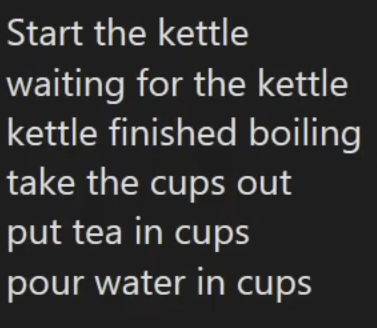 Start the kettle
waiting for the kettle
kettle finished boiling
take the cups out
put tea in cups
pour water in cups